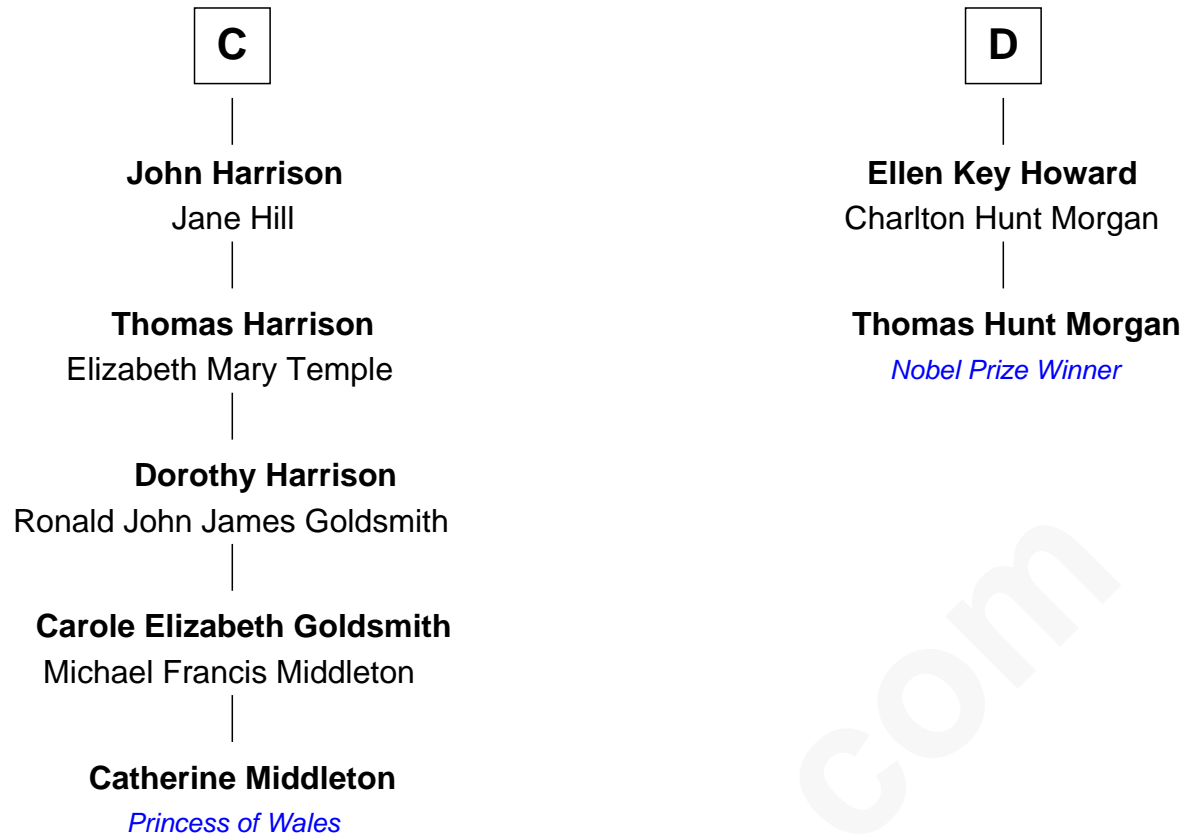 C
John Harrison
Jane Hill
Thomas Harrison
Elizabeth Mary Temple
Dorothy Harrison
Ronald John James Goldsmith
Carole Elizabeth Goldsmith
Michael Francis Middleton
Catherine Middleton
Princess of Wales
D
Ellen Key Howard
Charlton Hunt Morgan
Thomas Hunt Morgan
Nobel Prize Winner
com